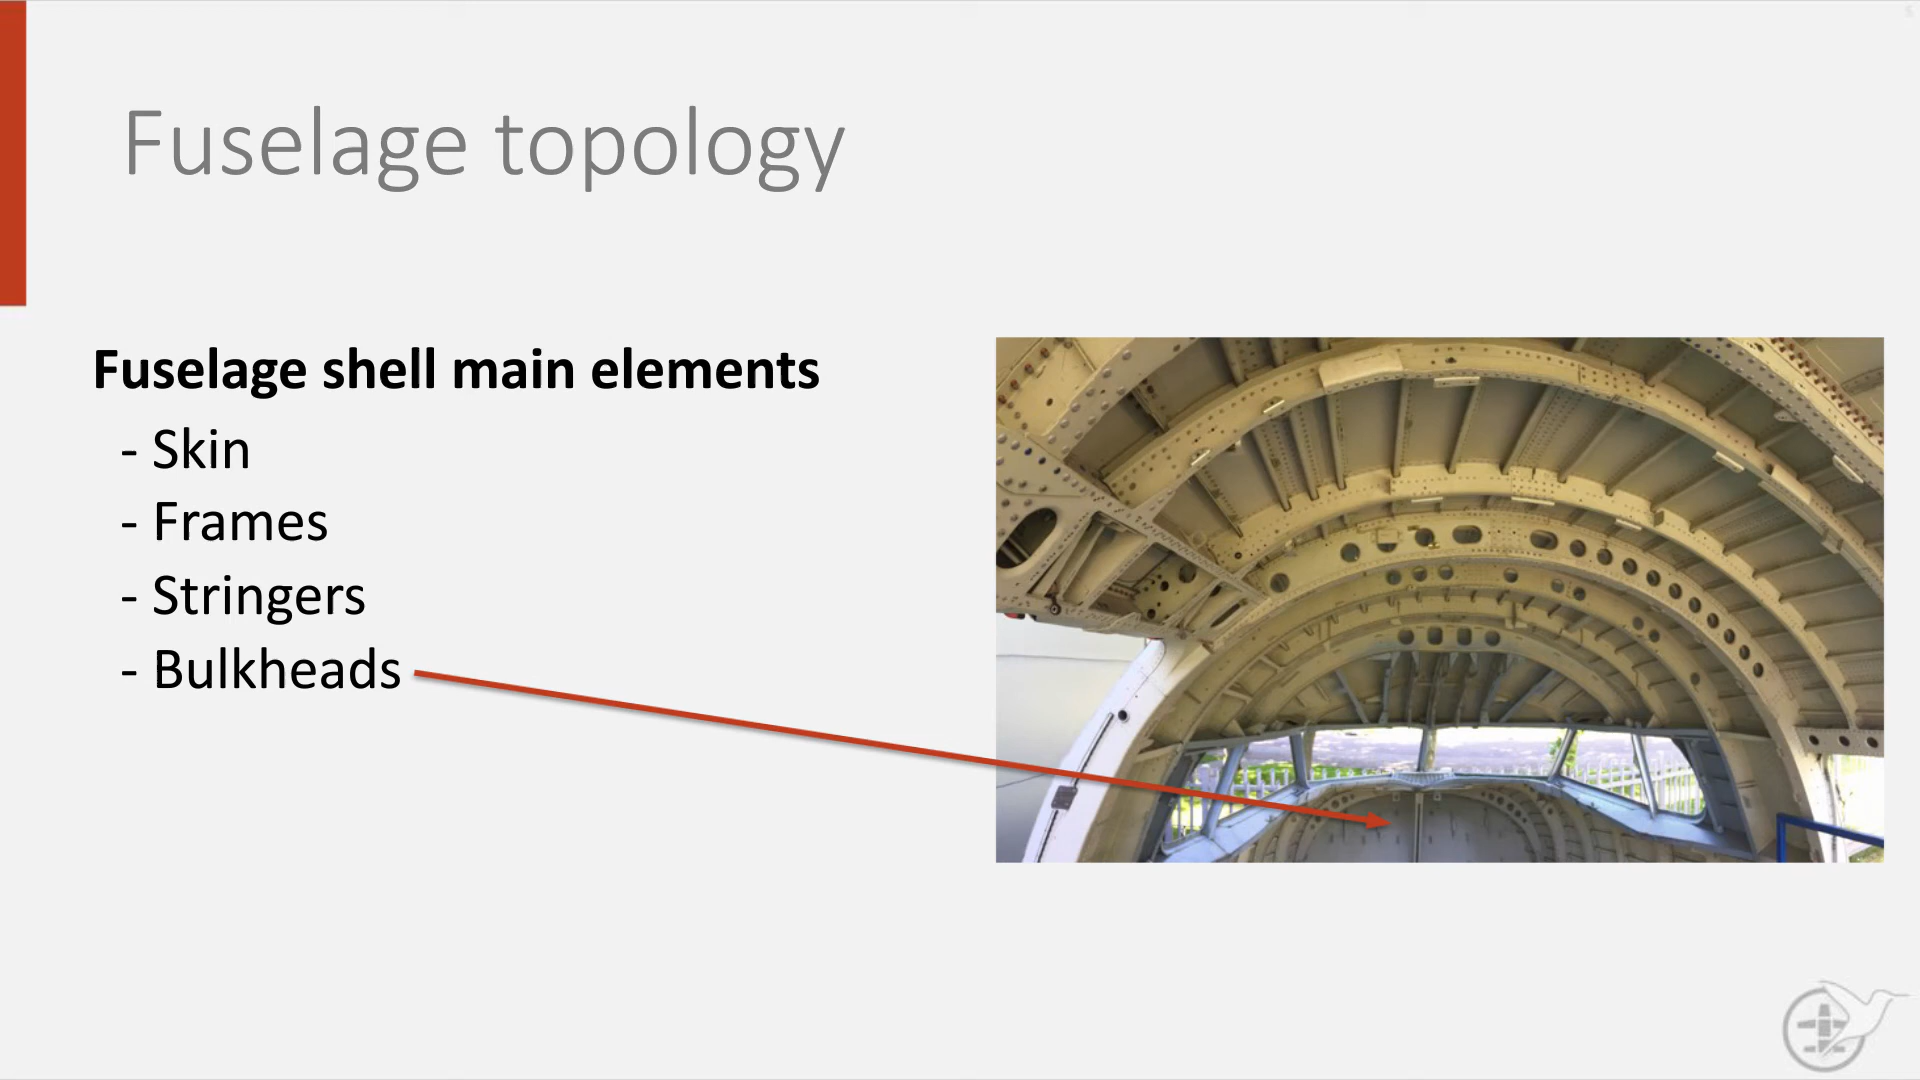 Fuselage topology
Fuselage shell main elements
- Skin
- Frames
- Stringers
- Bulkheads